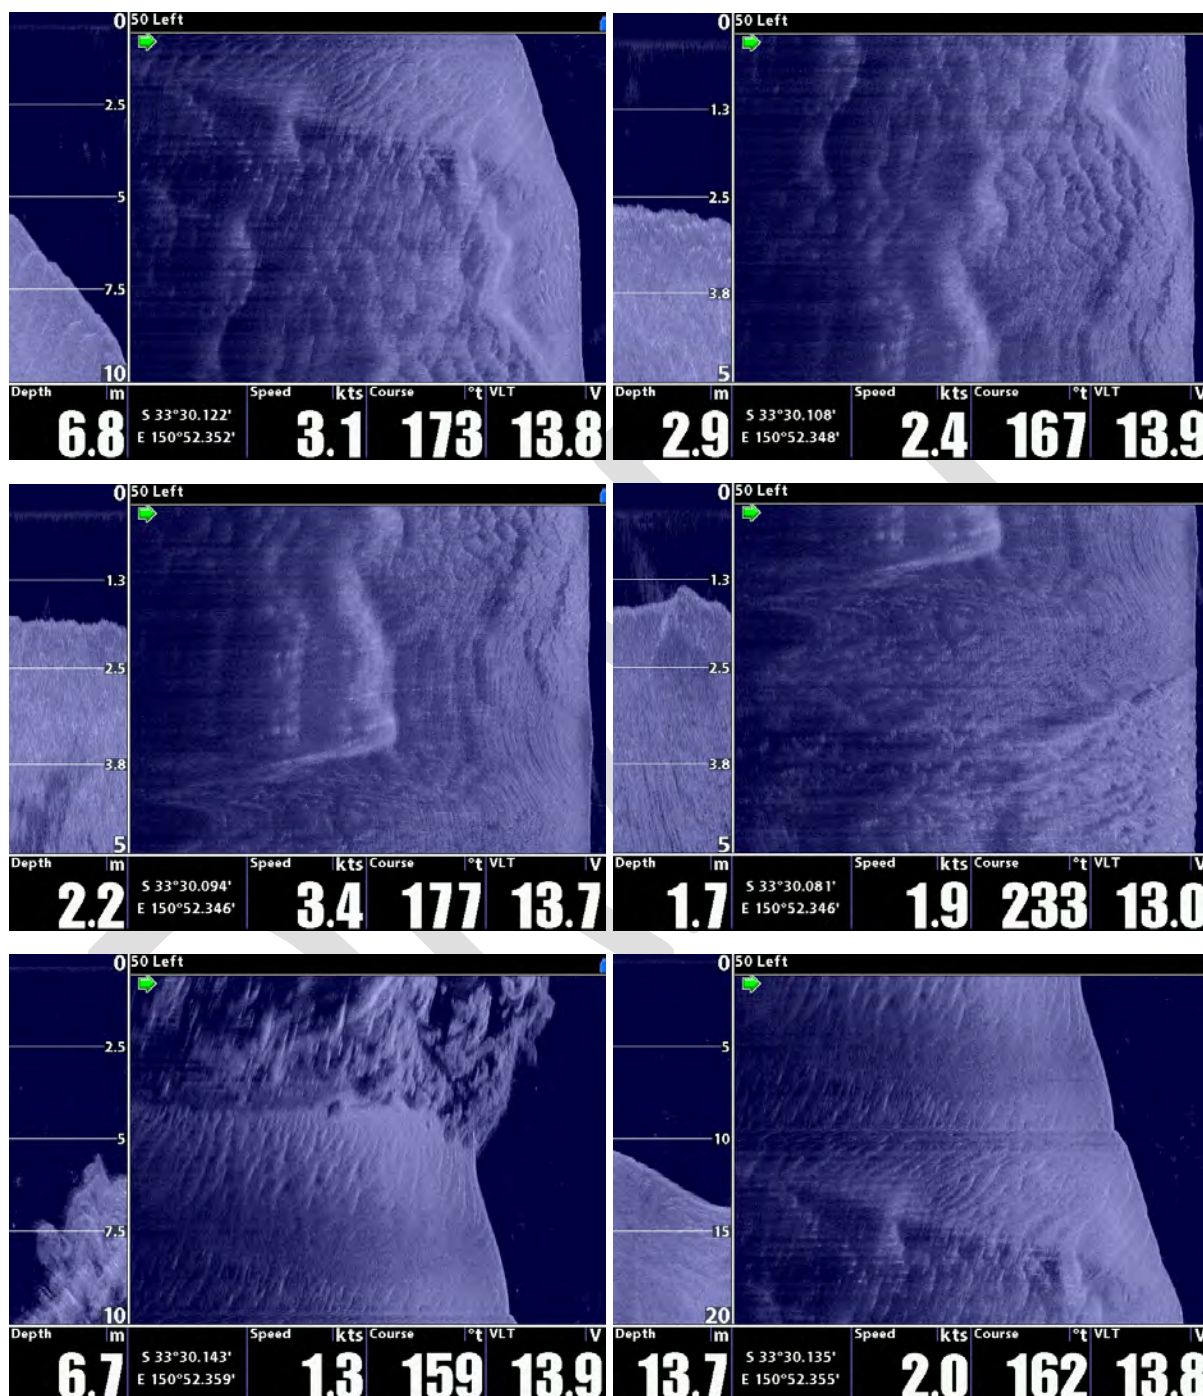 0 50 Left
2.5
5
7.5
10
Depth m Speed kts Course °t VLT V
S 33°30.122'
6.8 3.1 173 13.8
E 150°52.352'
0 50 Left
1.3
2.5
3.8
5
Depth m Speed kts Course °t VLT V
S 33°30.108'
2.9 2.4 167 13.9
E 150°52.348'
0 50 Left
1.3
2.5
3.8
5
Depth m Speed kts Course °t VLT V
S 33°30.094'
2.2 3.4 177 13.7
E 150°52.346'
0 50 Left
1.3
2.5
3.8
5
Depth m Speed kts Course °t VLT V
S 33°30.081'
1.7 1.9 233 13.0
E 150°52.346'
0 50 Left
2.5
5
7.5
10
Depth m Speed kts Course °t VLT V
S 33°30.143'
6.7 1.3 159 13.9
E 150°52.359'
0 50 Left
5
10
15
20
Depth m Speed kts Course °t VLT V
S 33°30.135'
13.7 2.0 162 13.8
E 150°52.355'